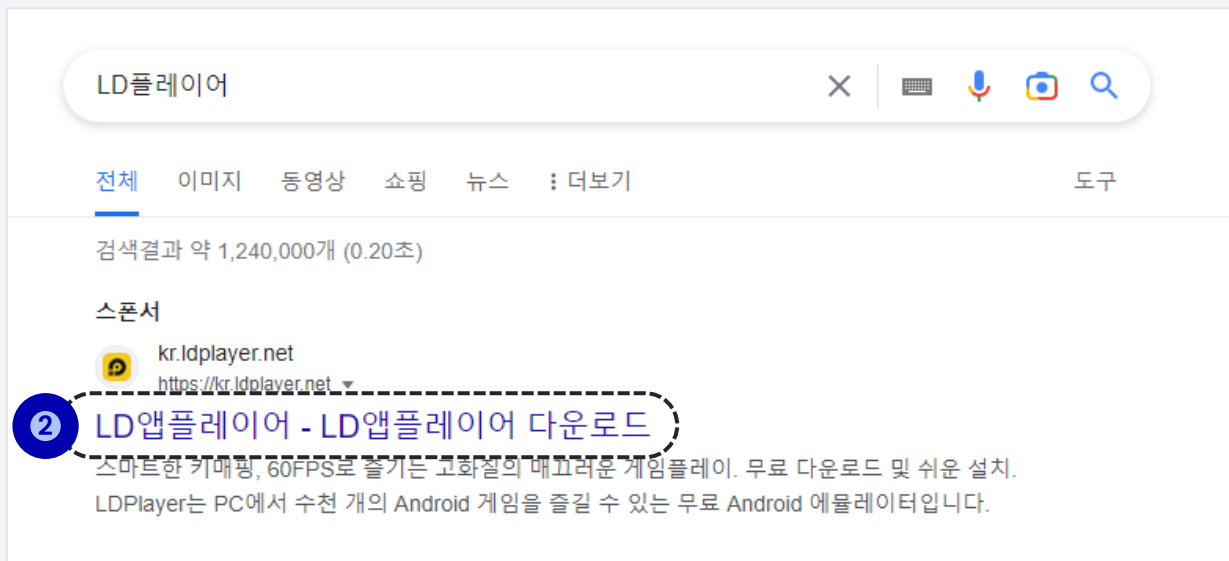 LD플레이어
전체 이미지 동영상 쇼핑 뉴스 더보기 도구
검색결과 약 1,240,000개 (0.20초)
스폰서
kr.ldplayer.net
https://kr.ldplayer.net
2 LD앱플레이어 - LD앱플레이어 다운로드
스마트한 키매핑, 60FPS로 즐기는 고화질의 매끄러운 게임플레이. 무료 다운로드 및 쉬운 설치.
LDPlayer는 PC에서 수천 개의 Android 게임을 즐길 수 있는 무료 Android 에뮬레이터입니다.